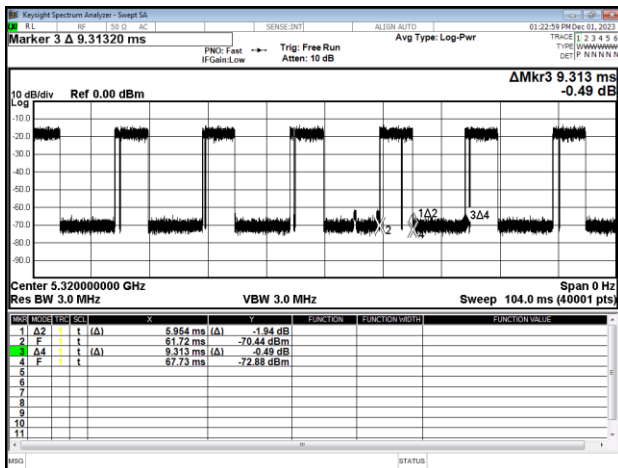 Keysight Spectrum Analyzer - Swept SA
RL RF 50 Ω AC SENSE:INT ALIGN AUTO 01:22:59 PM Dec 01, 2023
Marker 3 Δ 9.31320 ms
PNO: Fast
IFGain:Low
Trig: Free Run
Atten: 10 dB
Avg Type: Log-Pwr
TRACE 1 2 3 4 5 6
TYPE WWWWWW
DET P N N N N N
ΔMkr3 9.313 ms
-0.49 dB
10 dB/div Ref 0.00 dBm
Log
-10.0
-20.0
-30.0
-40.0
-50.0
-60.0
-70.0
-80.0
-90.0
2
1Δ2
4
3Δ4
Center 5.320000000 GHz Span 0 Hz
Res BW 3.0 MHz VBW 3.0 MHz Sweep 104.0 ms (40001 pts)
MKR MODE TRC SCL X Y FUNCTION FUNCTION WIDTH FUNCTION VALUE
1 Δ2 1 t (Δ) 5.954 ms (Δ) -1.94 dB
2 F 1 t 61.72 ms -70.44 dBm
3 Δ4 1 t (Δ) 9.313 ms (Δ) -0.49 dB
4 F 1 t 67.73 ms -72.88 dBm
5
6
7
8
9
10
11
MSG STATUS